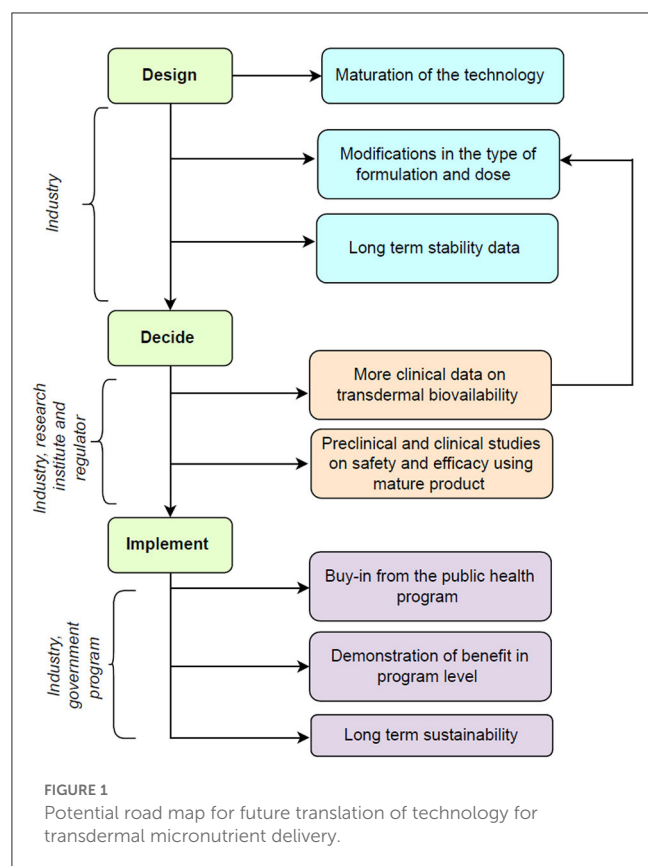 Design
Maturation of the technology
Industry
Modifications in the type of
formulation and dose
Long term stability data
Decide
Industry, research
institute and
regulator
More clinical data on
transdermal biovailability
Preclinical and clinical studies
on safety and efficacy using
mature product
Implement
Industry,
government
program
Buy-in from the public health
program
Demonstration of benefit in
program level
Long term sustainability
FIGURE 1
Potential road map for future translation of technology for
transdermal micronutrient delivery.